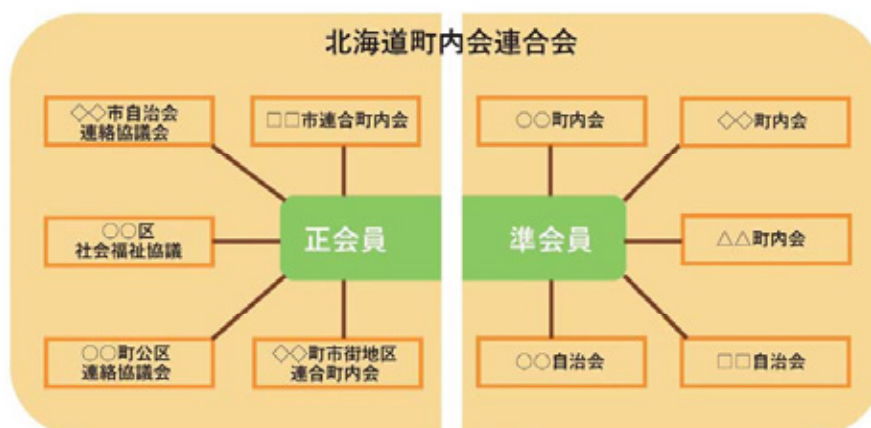 北海道町内会連合会
◇◇市自治会
連絡協議会
□□市連合町内会
○○町内会
◇◇町内会
○○区
社会福祉協議
正会員
準会員
△△町内会
○○町公区
連絡協議会
◇◇町市街地区
連合町内会
○○自治会
□□自治会